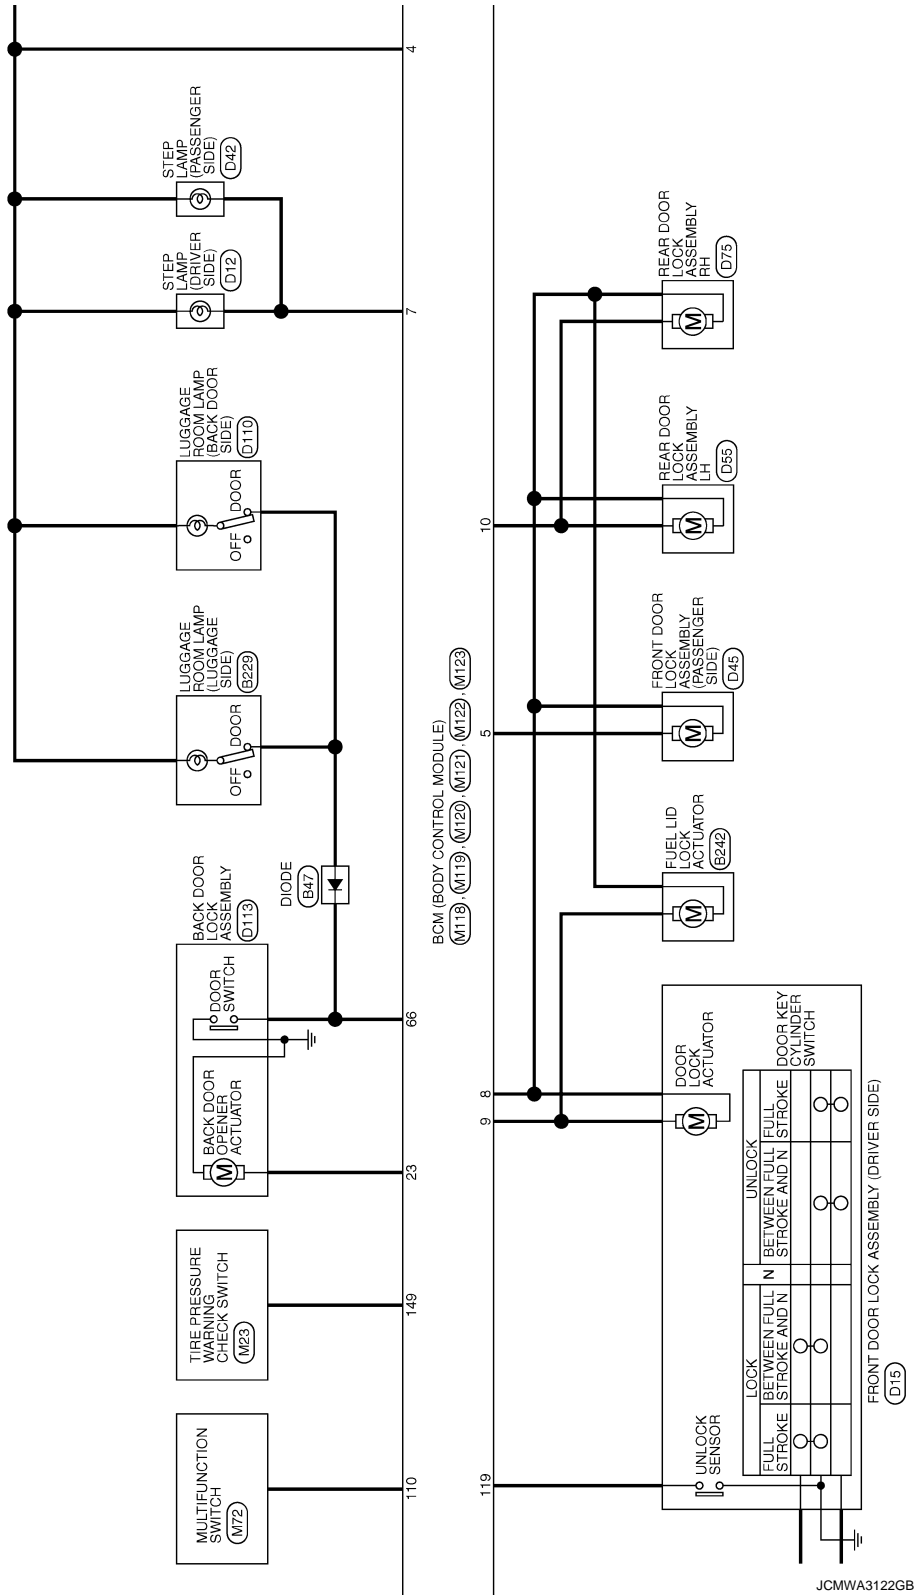 4
STEP
LAMP
(PASSENGER
SIDE)
D42
STEP
LAMP
(DRIVER
SIDE)
D12
7
LUGGAGE
ROOM LAMP
(BACK DOOR
SIDE)
D110
DOOR
OFF
LUGGAGE
ROOM LAMP
(LUGGAGE
SIDE)
B229
DOOR
OFF
DIODE
B47
BACK DOOR
LOCK
ASSEMBLY
D113
DOOR
SWITCH
66
BACK DOOR
OPENER
ACTUATOR
M
23
TIRE PRESSURE
WARNING
CHECK SWITCH
M23
149
MULTIFUNCTION
SWITCH
M72
110
BCM (BODY CONTROL MODULE)
M118 , M119 , M120 , M121 , M122 , M123
REAR DOOR
LOCK
ASSEMBLY
RH
D75
M
10
REAR DOOR
LOCK
ASSEMBLY
LH
D55
M
5
FRONT DOOR
LOCK
ASSEMBLY
(PASSENGER
SIDE)
D45
M
FUEL LID
LOCK
ACTUATOR
B242
M
8
9
DOOR
LOCK
ACTUATOR
M
DOOR KEY
CYLINDER
SWITCH
LOCK
UNLOCK
FULL
STROKE
BETWEEN FULL
STROKE AND N
N
BETWEEN FULL
STROKE AND N
FULL
STROKE
119
UNLOCK
SENSOR
FRONT DOOR LOCK ASSEMBLY (DRIVER SIDE)
D15
JCMWA3122GB